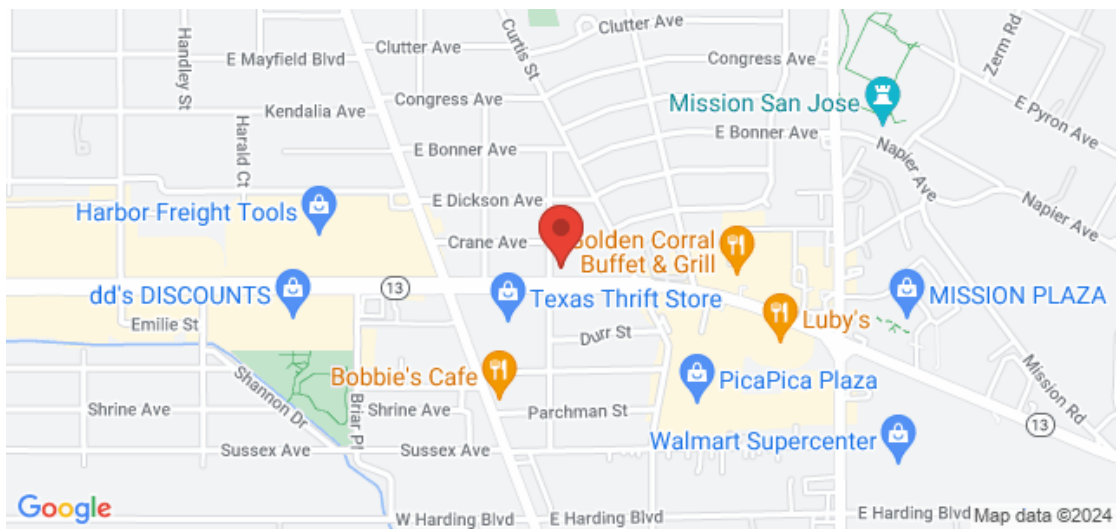 Clutter Ave
Clutter Ave
Curtis St
Handley St
E Mayfield Blvd
Congress Ave
Zerm Rd
Congress Ave
Kendalia Ave
Mission San Jose
E Pyron Ave
Harald Ct
E Bonner Ave
E Bonner Ave
Napier Ave
E Dickson Ave
Napier Ave
Harbor Freight Tools
Crane Ave
Golden Corral
Buffet & Grill
13
dd's DISCOUNTS
Texas Thrift Store
MISSION PLAZA
Emilie St
Luby's
Durr St
Bobbie's Cafe
PicaPica Plaza
Mission Rd
Shannon Dr
Briar Pl
Shrine Ave
Shrine Ave
Parchman St
13
Sussex Ave
Sussex Ave
Walmart Supercenter
Google
W Harding Blvd
E Harding Blvd
E Harding Blvd
Map data ©2024